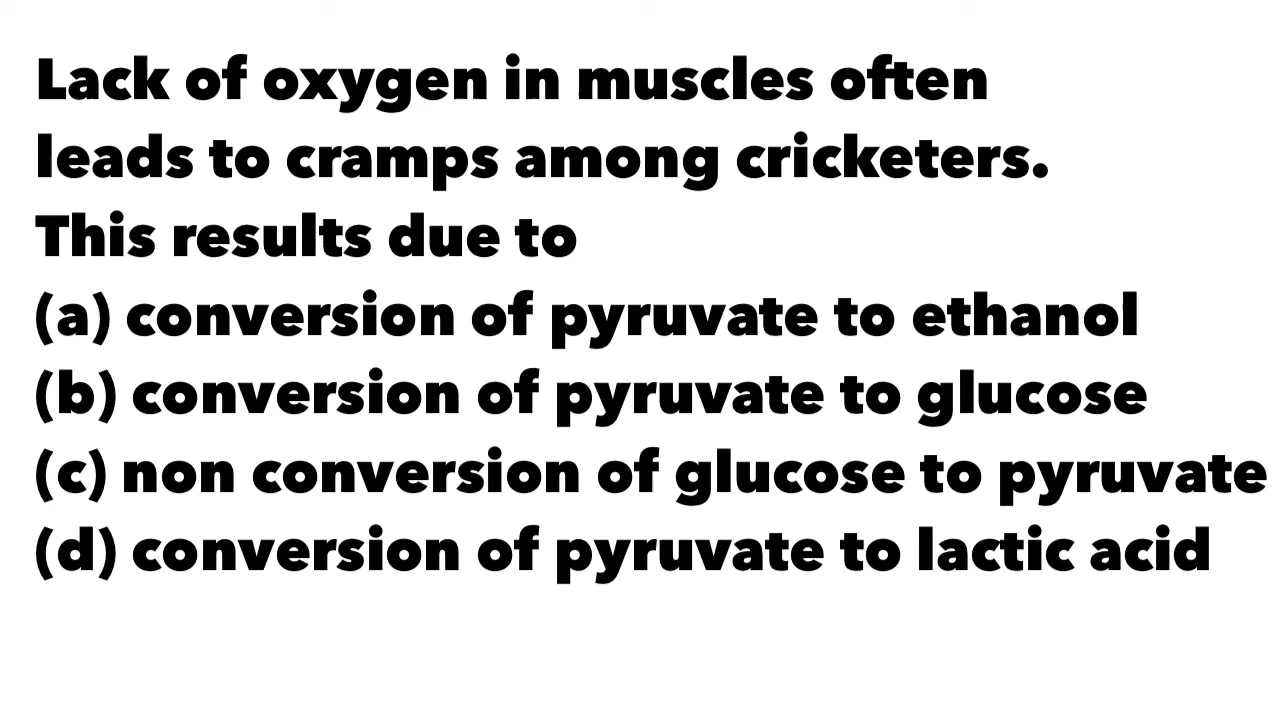 Lack of oxygen in muscles often
leads to cramps among cricketers.
This results due to
(a) conversion of pyruvate to ethanol
(b) conversion of pyruvate to glucose
(c) non conversion of glucose to pyruvate
(d) conversion of pyruvate to lactic acid